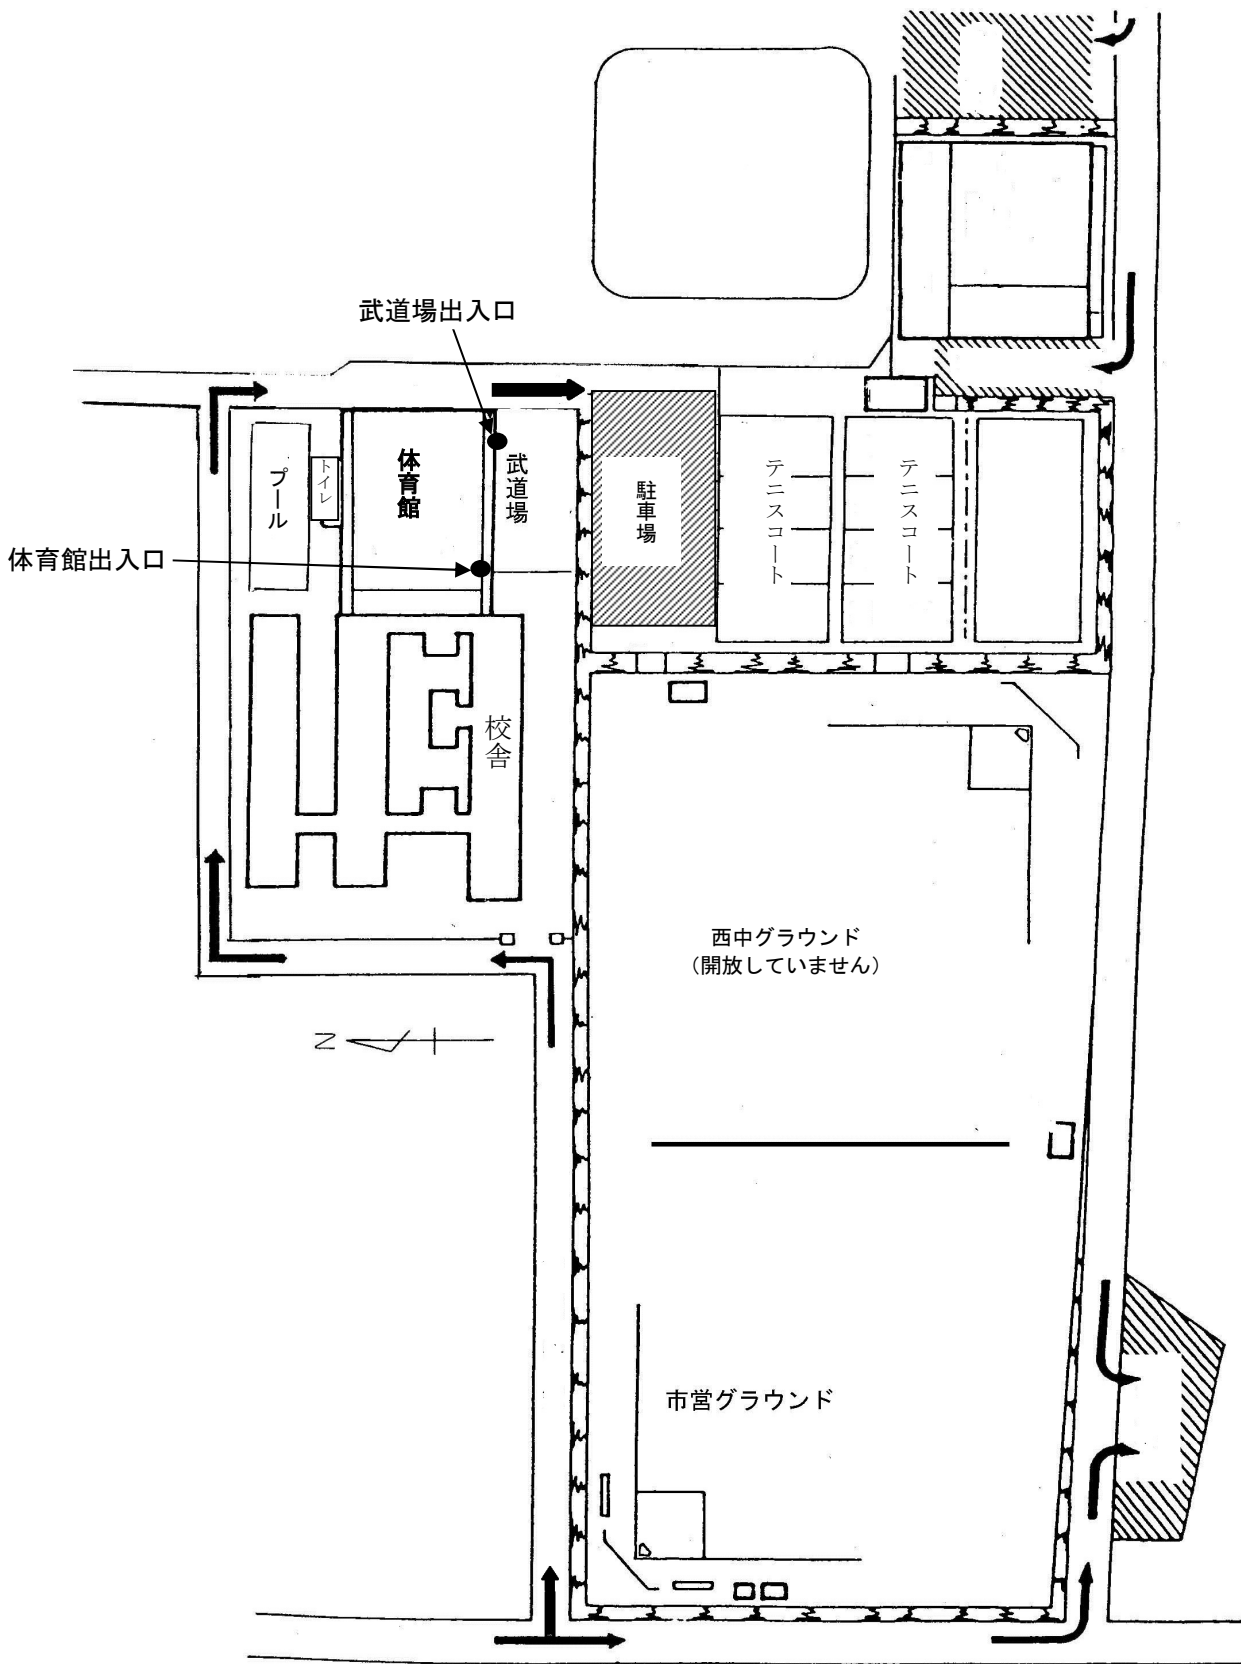 武道場出入口
体育館出入口
プール
トイレ
体育館
武道場
駐車場
テニスコート
テニスコート
校舎
西中グラウンド
（開放していません）
N
市営グラウンド